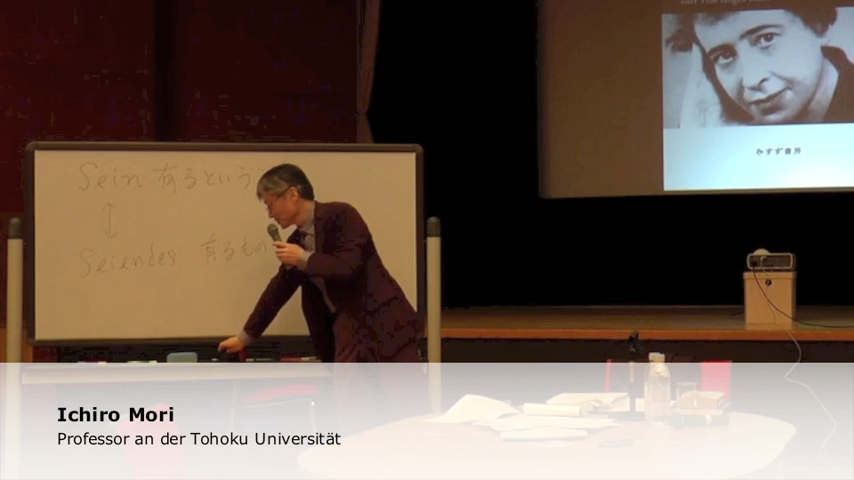 Sein 有るという
Seiendes 有るもの
みすず書房
Ichiro Mori
Professor an der Tohoku Universität